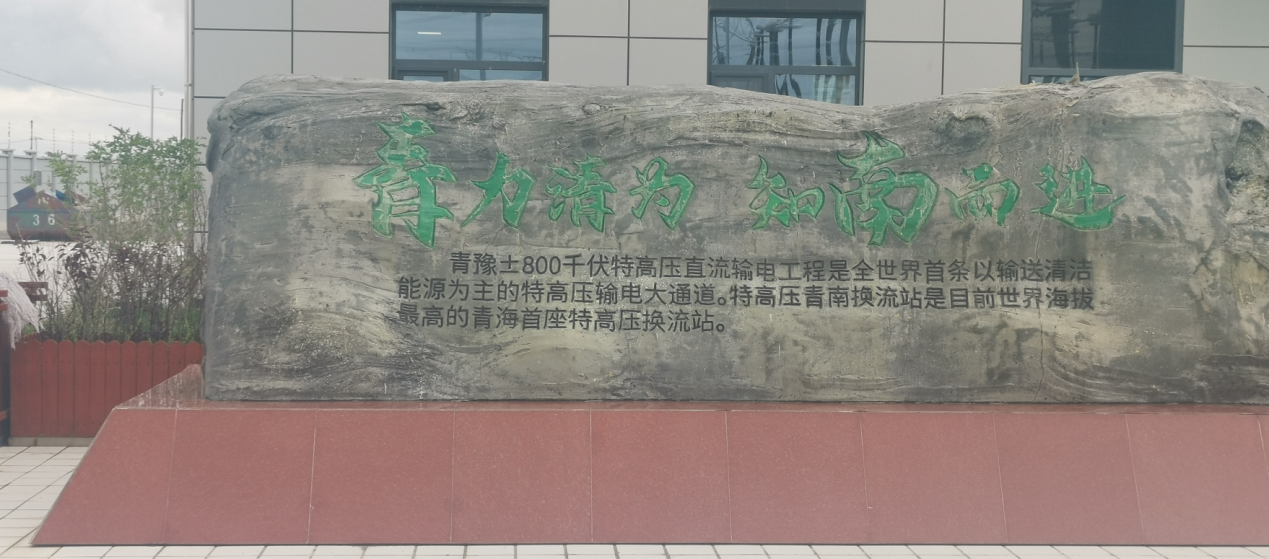 青力清为 知南而进
青豫士800千伏特高压直流输电工程是全世界首条以输送清洁
能源为主的特高压输电大通道。特高压青南换流站是目前世界海拔
最高的青海首座特高压换流站。
36